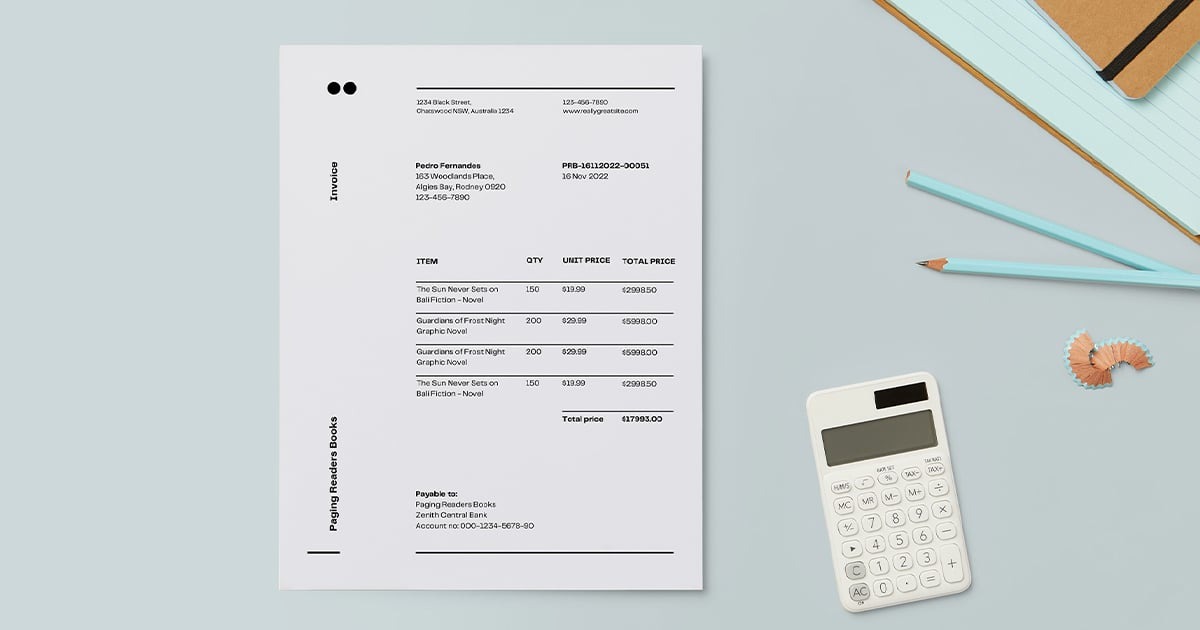 1234 Black Street,
Chatswood NSW, Australia 1234
123-456-7890
www.reallygreatsite.com
Invoice
Pedro Fernandes
163 Woodlands Place,
Algies Bay, Rodney 0920
123-456-7890
PRB-16112022-00051
16 Nov 2022
ITEM QTY UNIT PRICE TOTAL PRICE
The Sun Never Sets on 150 $19.99 $2998.50
Bali Fiction - Novel
Guardians of Frost Night 200 $29.99 $5998.00
Graphic Novel
Guardians of Frost Night 200 $29.99 $5998.00
Graphic Novel
The Sun Never Sets on 150 $19.99 $2998.50
Bali Fiction - Novel
Total price $17993.00
Paging Readers Books
Payable to:
Paging Readers Books
Zenith Central Bank
Account no: 000-1234-5678-90
RATE SET TAX RATE
√ % TAX- TAX+
MC MR M- M+ ÷
+/- 7 8 9 ×
▶ 4 5 6 -
C 1 2 3 +
AC 0 . =